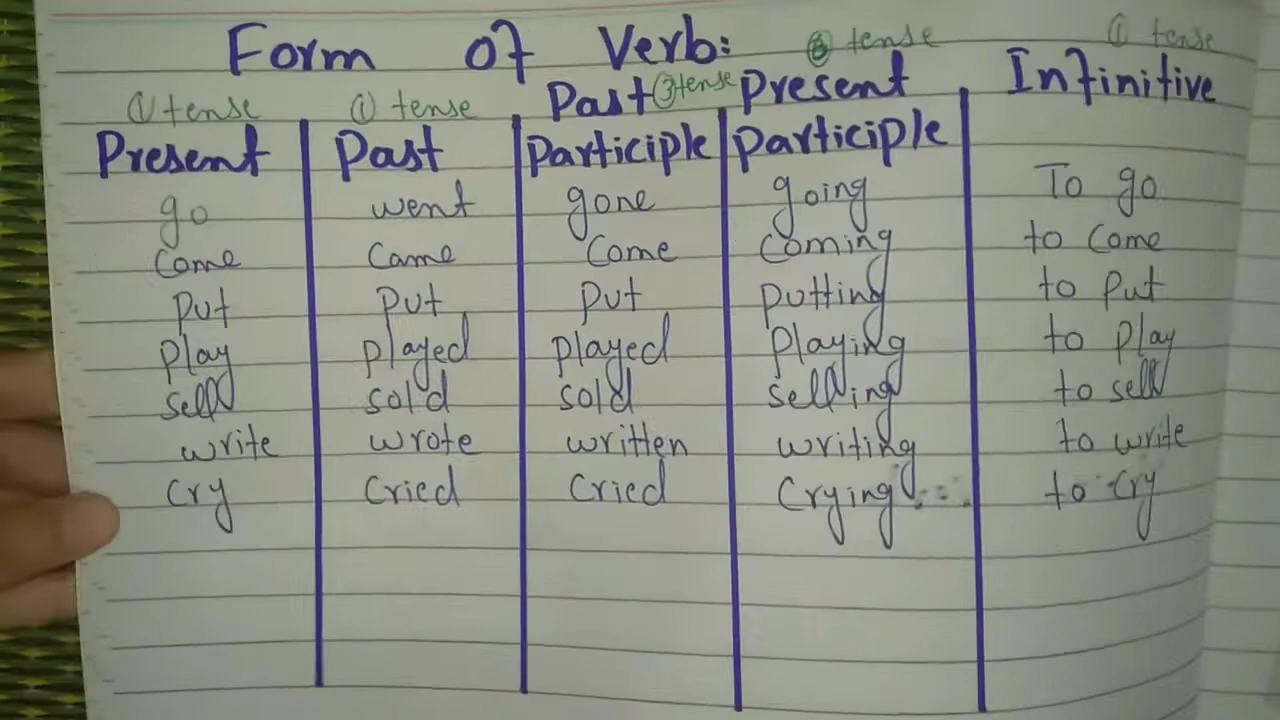 Form of Verb:
① tense ① tense ③ tense tense ① tense
Present Past Past Participle Present Participle Infinitive
go went gone going To go
Come Came Come Coming to Come
Put Put Put Putting to Put
Play Played Played Playing to Play
sell sold sold selling to sell
write wrote written writing to write
Cry Cried Cried Crying to Cry